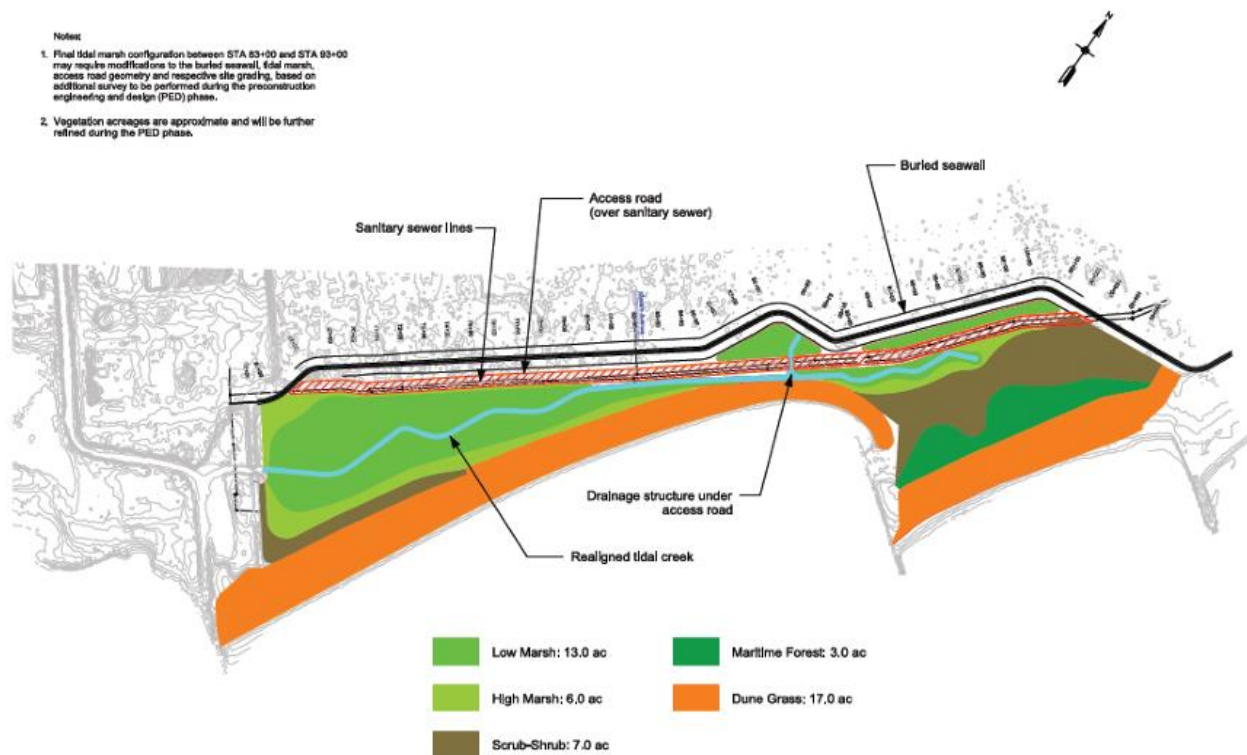 Notes:
1. Final tidal marsh configuration between STA 83+00 and STA 93+00
may require modifications to the buried seawall, tidal marsh,
access road geometry and respective site grading, based on
additional survey to be performed during the preconstruction
engineering and design (PED) phase.
2. Vegetation acreages are approximate and will be further
refined during the PED phase.
N
Buried seawall
Access road
(over sanitary sewer)
Sanitary sewer lines
Drainage structure under
access road
Realigned tidal creek
Low Marsh: 13.0 ac
Maritime Forest: 3.0 ac
High Marsh: 6.0 ac
Dune Grass: 17.0 ac
Scrub-Shrub: 7.0 ac